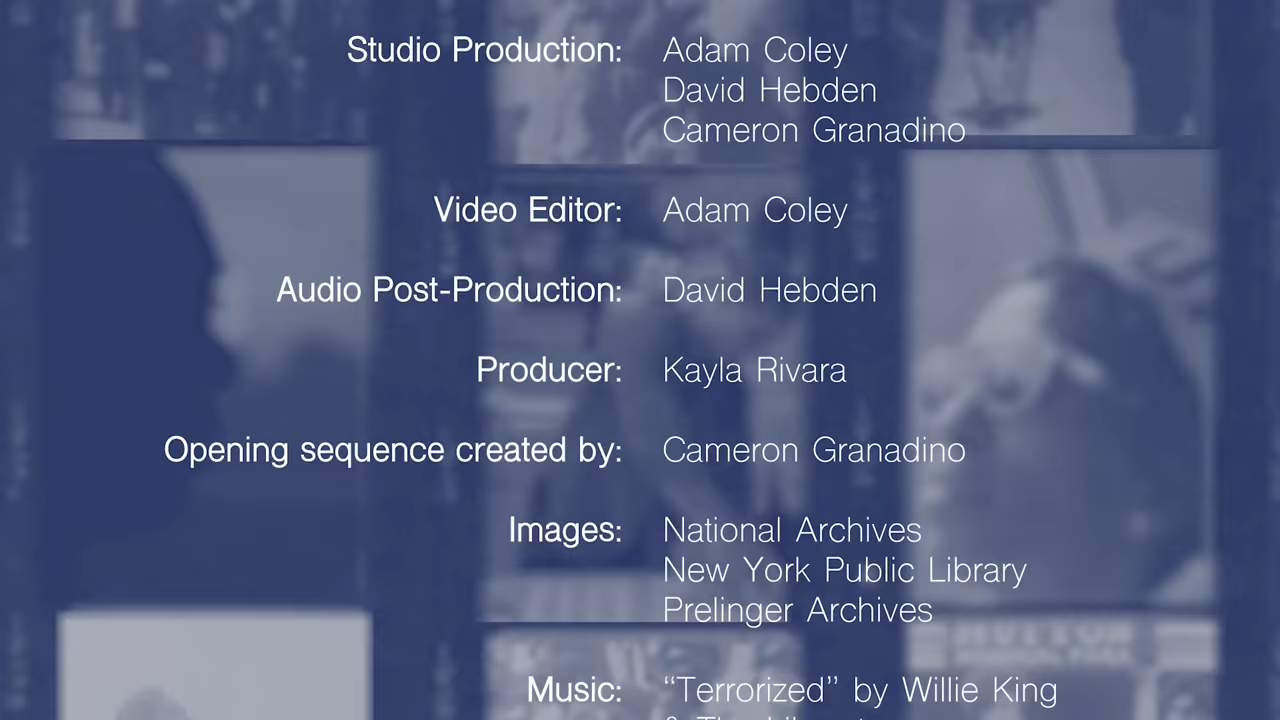 Studio Production: Adam Coley
David Hebden
Cameron Granadino
Video Editor: Adam Coley
Audio Post-Production: David Hebden
Producer: Kayla Rivara
Opening sequence created by: Cameron Granadino
Images: National Archives
New York Public Library
Prelinger Archives
Music: “Terrorized” by Willie King